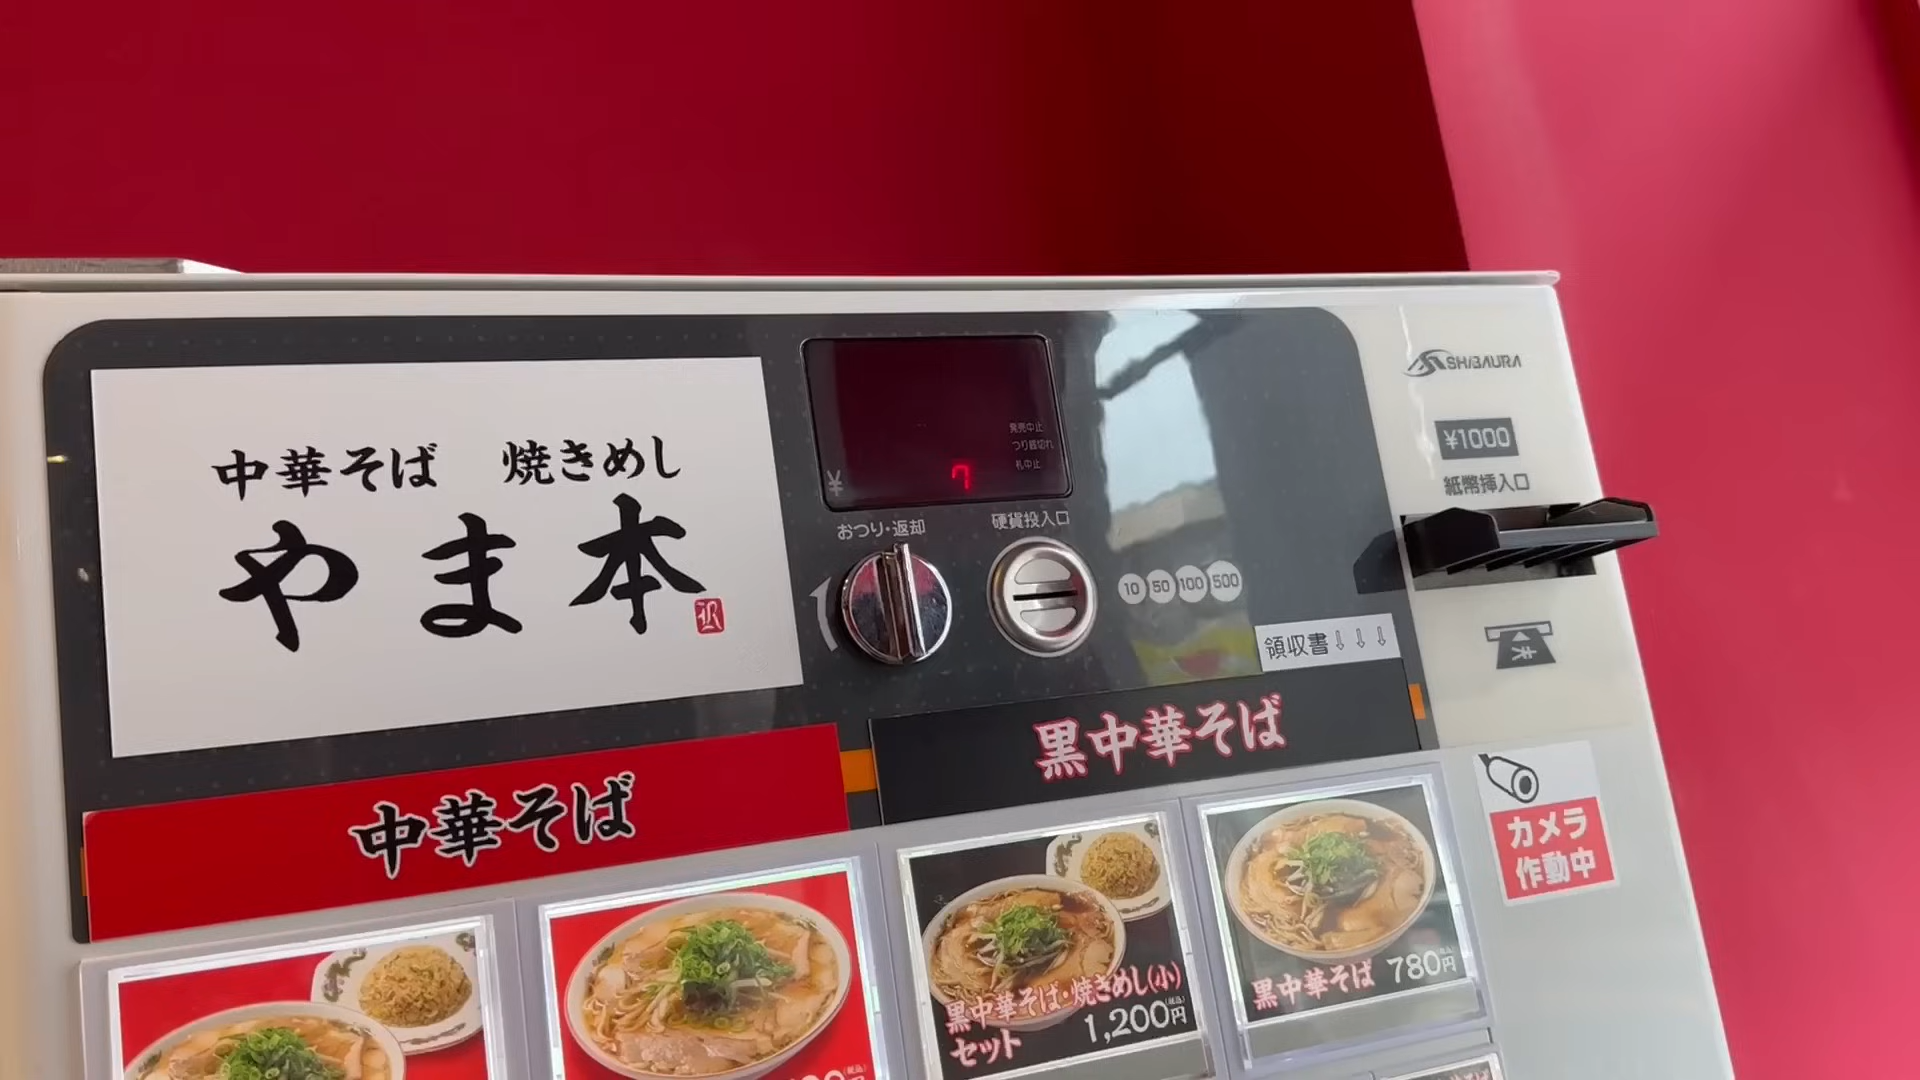 中華そば 焼きめし
やま本
発売中止
つり銭切れ
札中止
¥
7
おつり・返却
硬貨投入口
10 50 100 500
領収書↓↓↓
SHIBAURA
¥1000
紙幣挿入口
中華そば
黒中華そば
カメラ
作動中
黒中華そば・焼きめし(小)
セット
1,200円
(税込)
黒中華そば 780円